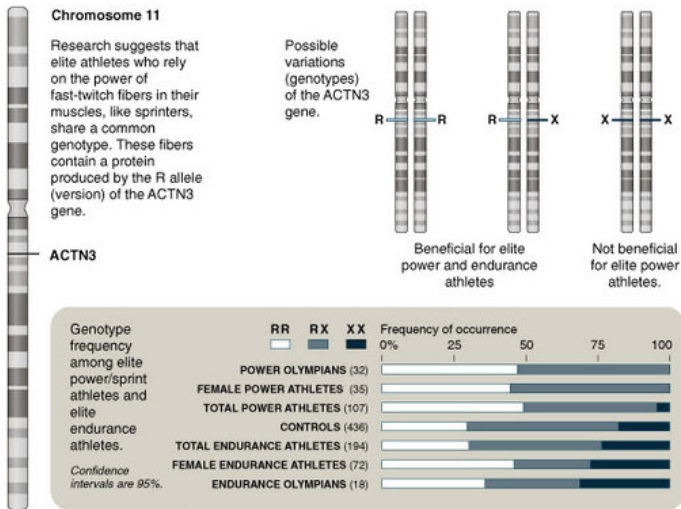 Chromosome 11
Research suggests that
elite athletes who rely
on the power of
fast-twitch fibers in their
muscles, like sprinters,
share a common
genotype. These fibers
contain a protein
produced by the R allele
(version) of the ACTN3
gene.
ACTN3
Possible
variations
(genotypes)
of the ACTN3
gene.
R R
R X
X X
Beneficial for elite
power and endurance
athletes
Not beneficial
for elite power
athletes.
Genotype
frequency
among elite
power/sprint
athletes and
elite
endurance
athletes.
Confidence
intervals are 95%.
RR RX XX
Frequency of occurrence
0% 25 50 75 100
POWER OLYMPIANS (32)
FEMALE POWER ATHLETES (35)
TOTAL POWER ATHLETES (107)
CONTROLS (436)
TOTAL ENDURANCE ATHLETES (194)
FEMALE ENDURANCE ATHLETES (72)
ENDURANCE OLYMPIANS (18)